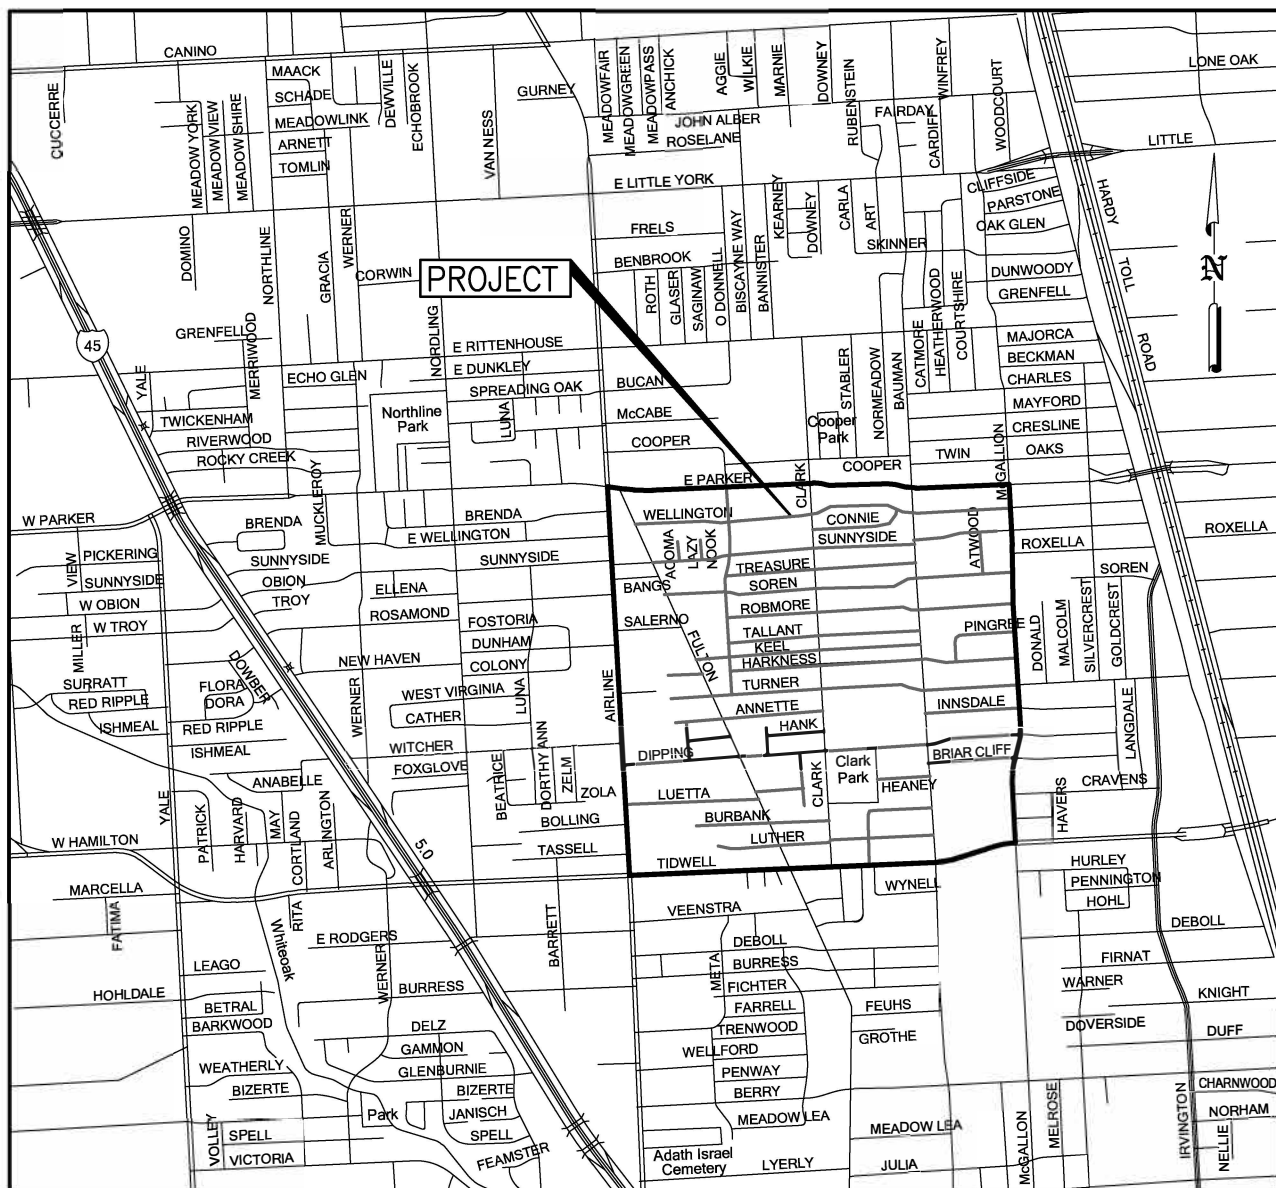 CANINO
CUCCERRE
MAACK
SCHADE
MEADOWLINK
ARNETT
TOMLIN
MEADOW YORK
MEADOW VIEW
MEADOW SHIRE
DEWVILLE
ECHOBROOK
VAN NESS
GURNEY
MEADOWFAIR
MEADOWGREEN
MEADOWPASS
ANCHICK
AGGIE
WILKIE
MARNIE
DOWNEY
RUBENSTEIN
FAIRDAY
CARDIFF
WINFREY
WOODCOURT
LONE OAK
LITTLE
JOHN ALBER
ROSELANE
E LITTLE YORK
CLIFFSIDE
PARSTONE
OAK GLEN
HARDY
TOLL
ROAD
N
DOMINO
NORTHLINE
GRACIA
WERNER
CORWIN
PROJECT
FRELS
BENBROOK
ROTH
GLASER
SAGINAW
O DONNELL
BISCAYNE WAY
BANNISTER
KEARNEY
DOWNEY
CARLA
ART
SKINNER
DUNWOODY
GRENFELL
MAJORCA
BECKMAN
CHARLES
MAYFORD
CRESLINE
OAKS
TWIN
McGALLION
CATMORE
HEATHERWOOD
COURTSHIRE
STABLER
NORMEADOW
BAUMAN
45
GRENFELL
MERRIWOOD
YALE
ECHO GLEN
NORDLING
E RITTENHOUSE
E DUNKLEY
SPREADING OAK
BUCAN
McCABE
COOPER
Cooper
Park
COOPER
CLARK
E PARKER
TWICKENHAM
RIVERWOOD
ROCKY CREEK
MUCKLEROY
Northline
Park
LUNA
W PARKER
BRENDA
BRENDA
E WELLINGTON
WELLINGTON
CONNIE
SUNNYSIDE
ATWOOD
ROXELLA
ROXELLA
VIEW
PICKERING
SUNNYSIDE
SUNNYSIDE
SUNNYSIDE
W OBION
OBION
W TROY
TROY
ELLENA
ROSAMOND
FOSTORIA
DUNHAM
COLONY
NEW HAVEN
ACOMA
LAZY
NOOK
BANGS
SALERNO
FULTON
TREASURE
SOREN
SOREN
ROBMORE
TALLANT
KEEL
HARKNESS
PINGREE
TURNER
ANNETTE
INNSDALE
HANK
DIPPING
BRIAR CLIFF
DONALD
MALCOLM
SILVERCREST
GOLDCREST
LANGDALE
MILLER
SURRATT
RED RIPPLE
ISHMEAL
FLORA
DORA
DOWBER
RED RIPPLE
ISHMEAL
WERNER
WEST VIRGINIA
CATHER
LUNA
AIRLINE
WITCHER
FOXGLOVE
ANABELLE
BEATRICE
DORTHY ANN
ZELM
ZOLA
BOLLING
TASSELL
LUETTA
BURBANK
LUTHER
TIDWELL
CLARK
Clark
Park
HEANEY
HAVERS
CRAVENS
YALE
PATRICK
HARVARD
MAY
CORTLAND
ARLINGTON
5.0
W HAMILTON
MARCELLA
FATIMA
RITA
Whiteoak
E RODGERS
WERNER
BARRETT
VEENSTRA
WYNELL
HURLEY
PENNINGTON
HOHL
DEBOLL
DEBOLL
BURRESS
META
FICHTER
FARRELL
TRENWOOD
WELLFORD
PENWAY
BERRY
MEADOW LEA
FEUHS
GROTHE
FIRNAT
WARNER
KNIGHT
DOVERSIDE
DUFF
LEAGO
HOHLDALE
BETRAL
BARKWOOD
BURRESS
DELZ
GAMMON
GLENBURNIE
WEATHERLY
BIZERTE
BIZERTE
Park
JANISCH
SPELL
FEAMSTER
VOLLEY
SPELL
VICTORIA
Adath Israel
Cemetery
LYERLY
MEADOW LEA
JULIA
McGALLON
MELROSE
IRVINGTON
CHARNWOOD
NORHAM
NELLIE